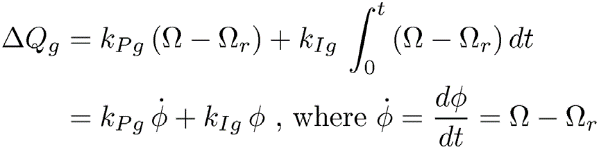 ΔQ_g = k_{Pg} (Ω − Ω_r) + k_{Ig} ∫_0^t (Ω − Ω_r) dt
= k_{Pg} φ̇ + k_{Ig} φ , where φ̇ = dφ/dt = Ω − Ω_r